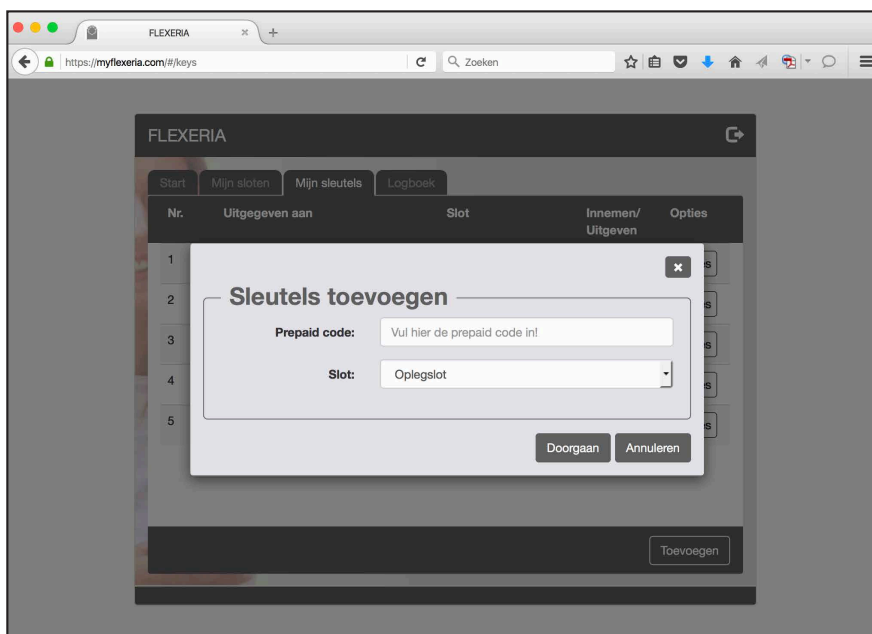 FLEXERIA
https://myflexeria.com/#/keys
Zoeken
FLEXERIA
Start Mijn sloten Mijn sleutels Logboek
Nr. Uitgegeven aan Slot Innemen/ Opties
Uitgeven
1
Sleutels toevoegen
2
Prepaid code: Vul hier de prepaid code in!
3
Slot: Oplegslot
4
5
Doorgaan Annuleren
Toevoegen